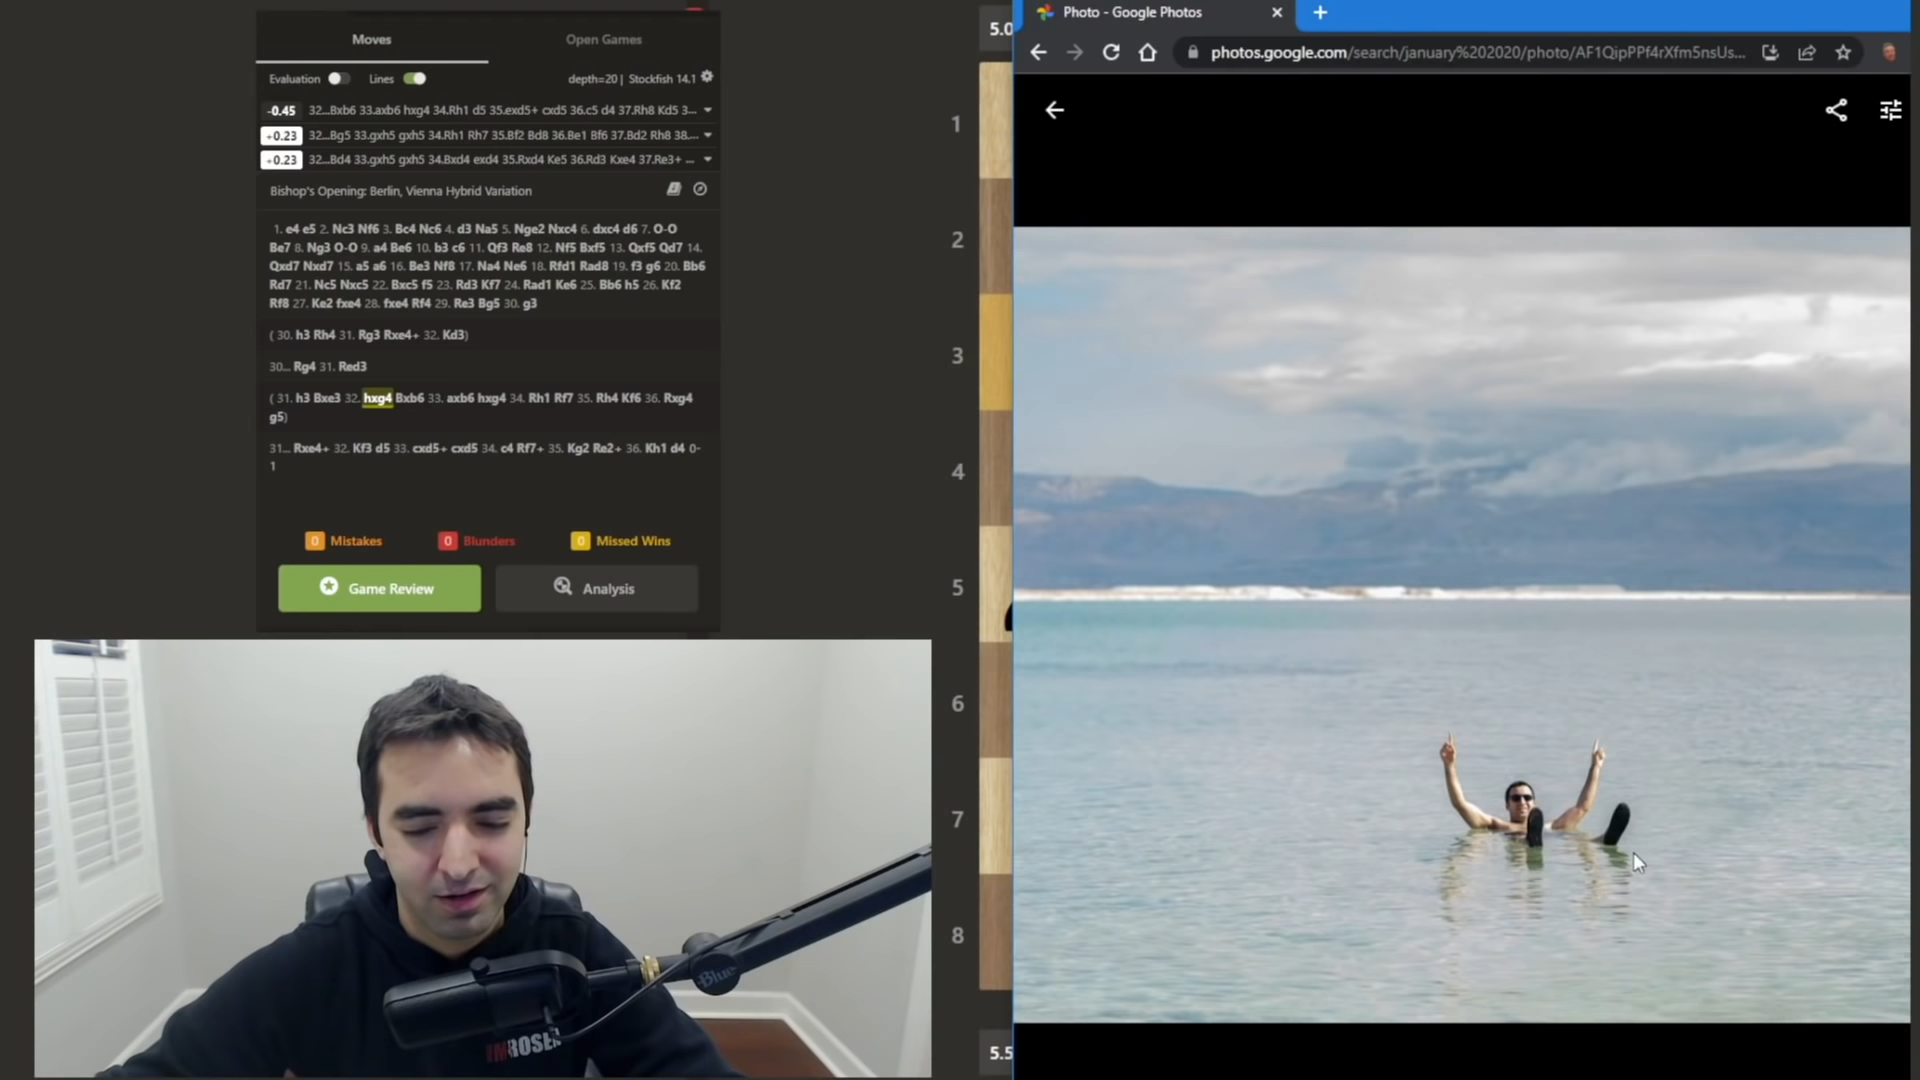 Moves
Open Games
Evaluation
Lines
depth=20 | Stockfish 14.1
-0.45 32...Bxb6 33.axb6 hxg4 34.Rh1 d5 35.exd5+ cxd5 36.c5 d4 37.Rh8 Kd5 3...
+0.23 32...Bg5 33.gxh5 gxh5 34.Rh1 Rh7 35.Bf2 Bd8 36.Be1 Bf6 37.Bd2 Rh8 38....
+0.23 32...Bd4 33.gxh5 gxh5 34.Bxd4 exd4 35.Rxd4 Ke5 36.Rd3 Kxe4 37.Re3+ ...
Bishop's Opening: Berlin, Vienna Hybrid Variation
1. e4 e5 2. Nc3 Nf6 3. Bc4 Nc6 4. d3 Na5 5. Nge2 Nxc4 6. dxc4 d6 7. O-O
Be7 8. Ng3 O-O 9. a4 Be6 10. b3 c6 11. Qf3 Re8 12. Nf5 Bxf5 13. Qxf5 Qd7 14.
Qxd7 Nxd7 15. a5 a6 16. Be3 Nf8 17. Na4 Ne6 18. Rfd1 Rad8 19. f3 g6 20. Bb6
Rd7 21. Nc5 Nxc5 22. Bxc5 f5 23. Rd3 Kf7 24. Rad1 Ke6 25. Bb6 h5 26. Kf2
Rf8 27. Ke2 fxe4 28. fxe4 Rf4 29. Re3 Bg5 30. g3
( 30. h3 Rh4 31. Rg3 Rxe4+ 32. Kd3)
30... Rg4 31. Red3
( 31. h3 Bxe3 32. hxg4 Bxb6 33. axb6 hxg4 34. Rh1 Rf7 35. Rh4 Kf6 36. Rxg4
g5)
31... Rxe4+ 32. Kf3 d5 33. cxd5+ cxd5 34. c4 Rf7+ 35. Kg2 Re2+ 36. Kh1 d4 0-
1
0 Mistakes
0 Blunders
0 Missed Wins
Game Review
Analysis
Blue
IMROSEN
5.0
1
2
3
4
5
6
7
8
5.5
Photo - Google Photos
photos.google.com/search/january%202020/photo/AF1QipPPf4rXfm5nsUs...